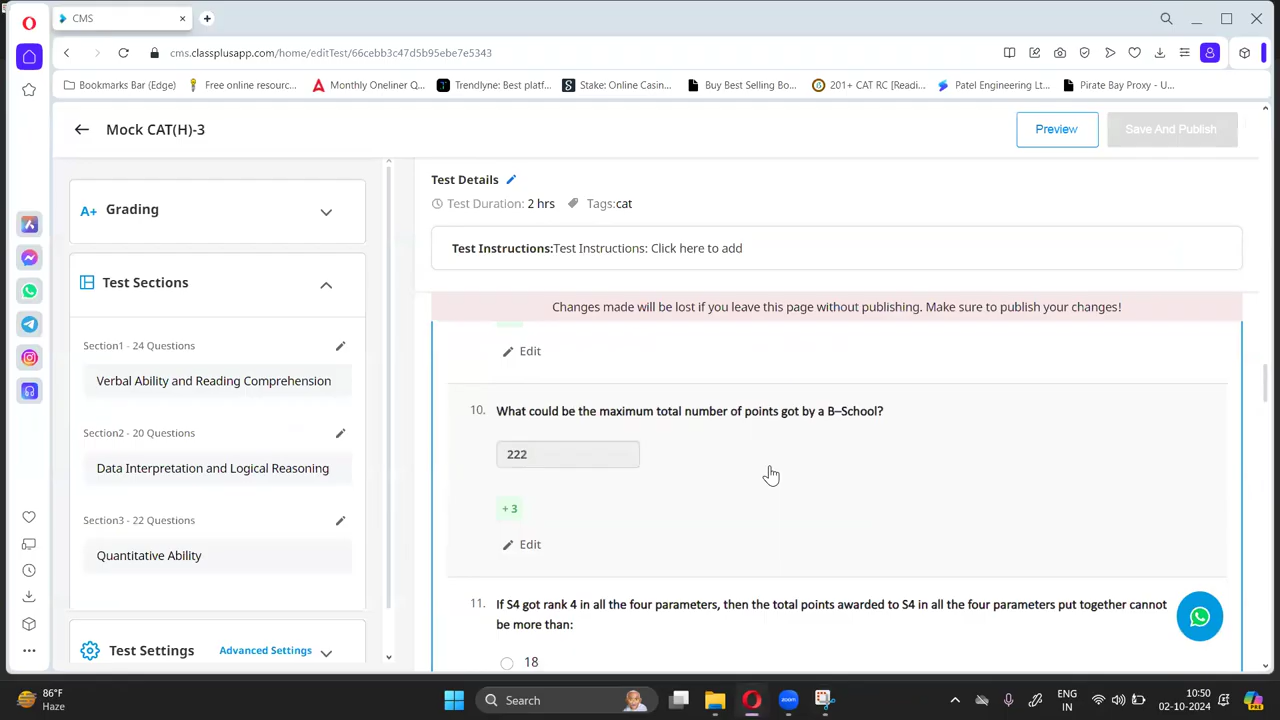 CMS
cms.classplusapp.com/home/editTest/66cebb3c47d5b95ebe7e5343
Bookmarks Bar (Edge)
Free online resourc...
Monthly Oneliner Q...
Trendlyne: Best platf...
Stake: Online Casin...
Buy Best Selling Bo...
201+ CAT RC [Readi...
Patel Engineering Lt...
Pirate Bay Proxy - U...
Mock CAT(H)-3
Preview
Save And Publish
A+ Grading
Test Sections
Section1 - 24 Questions
Verbal Ability and Reading Comprehension
Section2 - 20 Questions
Data Interpretation and Logical Reasoning
Section3 - 22 Questions
Quantitative Ability
Test Settings
Advanced Settings
Test Details
Test Duration: 2 hrs
Tags:cat
Test Instructions:Test Instructions: Click here to add
Changes made will be lost if you leave this page without publishing. Make sure to publish your changes!
Edit
10. What could be the maximum total number of points got by a B–School?
222
+ 3
Edit
11. If S4 got rank 4 in all the four parameters, then the total points awarded to S4 in all the four parameters put together cannot
be more than:
18
86°F
Haze
Search
zoom
ENG
IN
10:50
02-10-2024
PRE